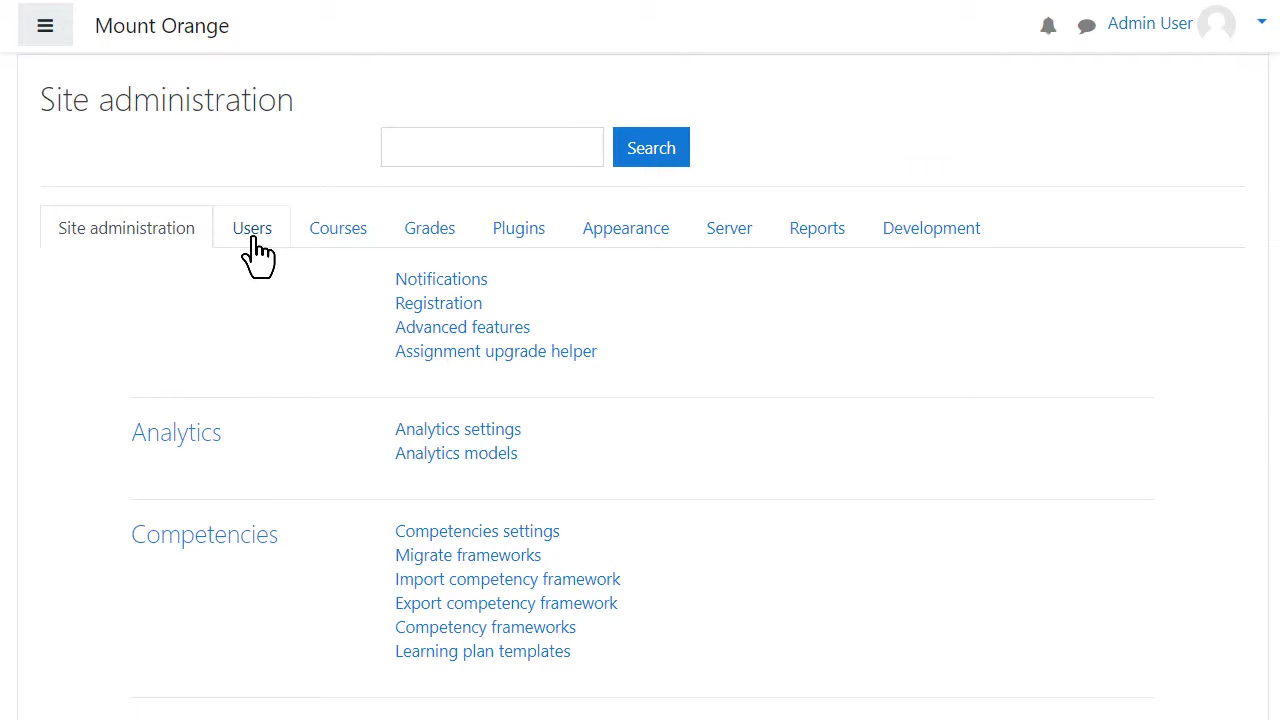 Mount Orange
Admin User
Site administration
Search
Site administration Users Courses Grades Plugins Appearance Server Reports Development
Notifications
Registration
Advanced features
Assignment upgrade helper
Analytics
Analytics settings
Analytics models
Competencies
Competencies settings
Migrate frameworks
Import competency framework
Export competency framework
Competency frameworks
Learning plan templates